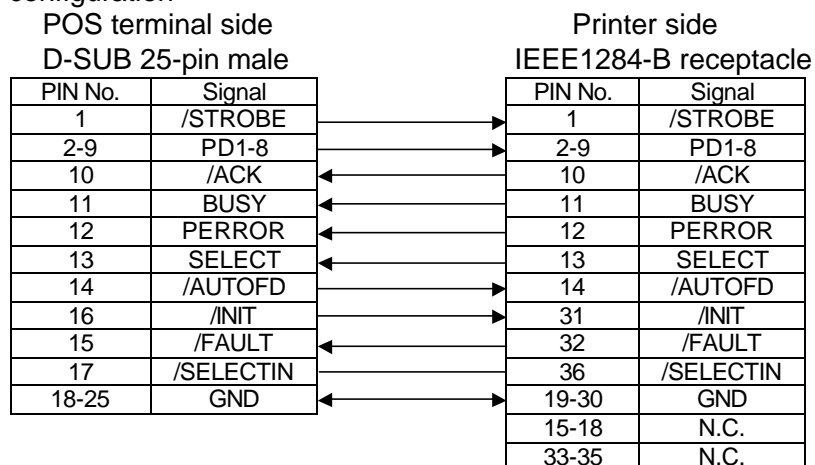 configuration
POS terminal side Printer side
D-SUB 25-pin male IEEE1284-B receptacle
PIN No. Signal PIN No. Signal
1 /STROBE 1 /STROBE
2-9 PD1-8 2-9 PD1-8
10 /ACK 10 /ACK
11 BUSY 11 BUSY
12 PERROR 12 PERROR
13 SELECT 13 SELECT
14 /AUTOFD 14 /AUTOFD
16 /INIT 31 /INIT
15 /FAULT 32 /FAULT
17 /SELECTIN 36 /SELECTIN
18-25 GND 19-30 GND
15-18 N.C.
33-35 N.C.